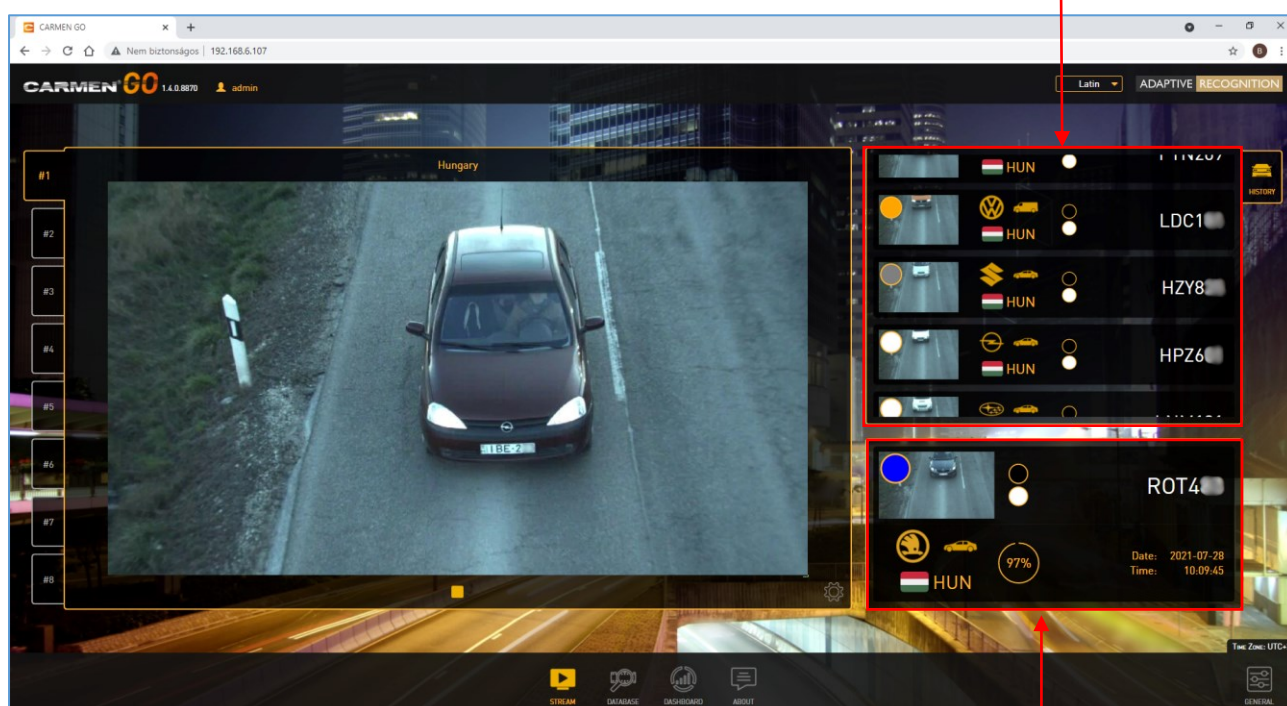 CARMEN GO
Nem biztonságos | 192.168.6.107
B
CARMEN® GO 1.4.0.8870 admin
Latin
ADAPTIVE RECOGNITION
#1
#2
#3
#4
#5
#6
#7
#8
Hungary
IBE-2
HUN
HUN
LDC1
HUN
HZY8
HUN
HPZ6
HISTORY
ROT4
HUN
97%
Date: 2021-07-28
Time: 10:09:45
TIME ZONE: UTC+
STREAM
DATABASE
DASHBOARD
ABOUT
GENERAL